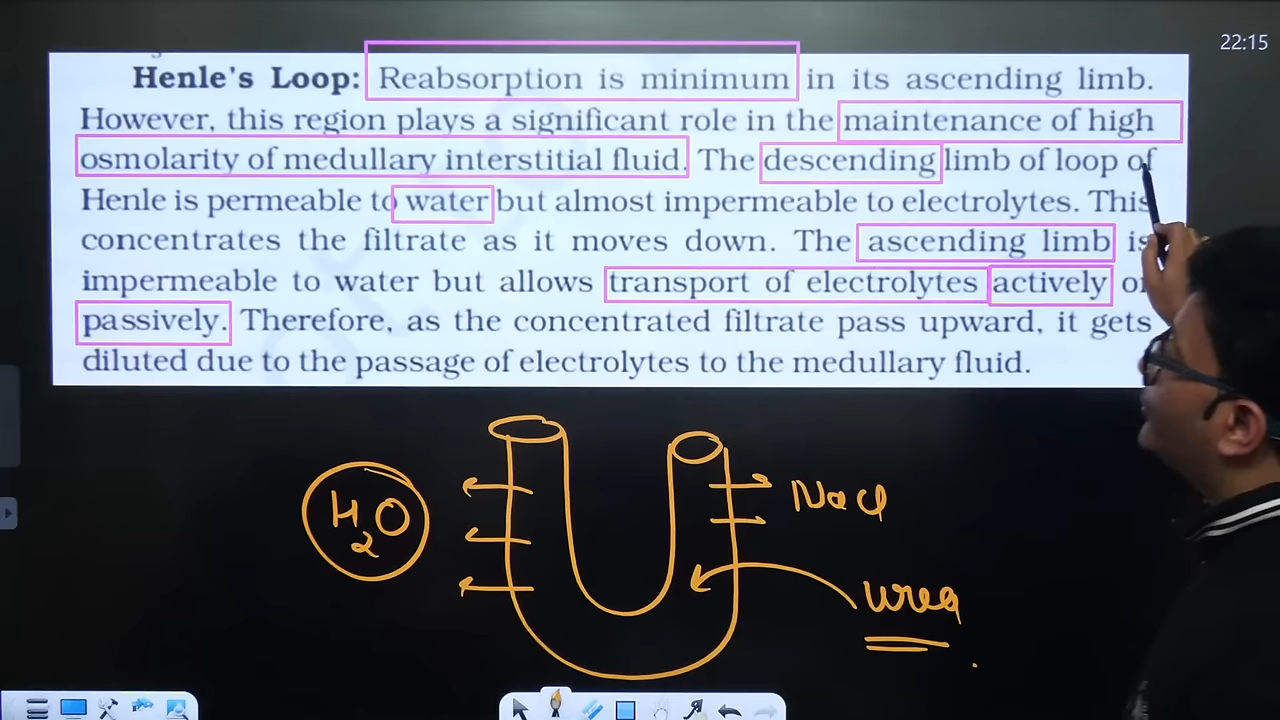 22:15
Henle's Loop: Reabsorption is minimum in its ascending limb.
However, this region plays a significant role in the maintenance of high
osmolarity of medullary interstitial fluid. The descending limb of loop of
Henle is permeable to water but almost impermeable to electrolytes. This
concentrates the filtrate as it moves down. The ascending limb is
impermeable to water but allows transport of electrolytes actively or
passively. Therefore, as the concentrated filtrate pass upward, it gets
diluted due to the passage of electrolytes to the medullary fluid.
H2O
NaCl
urea